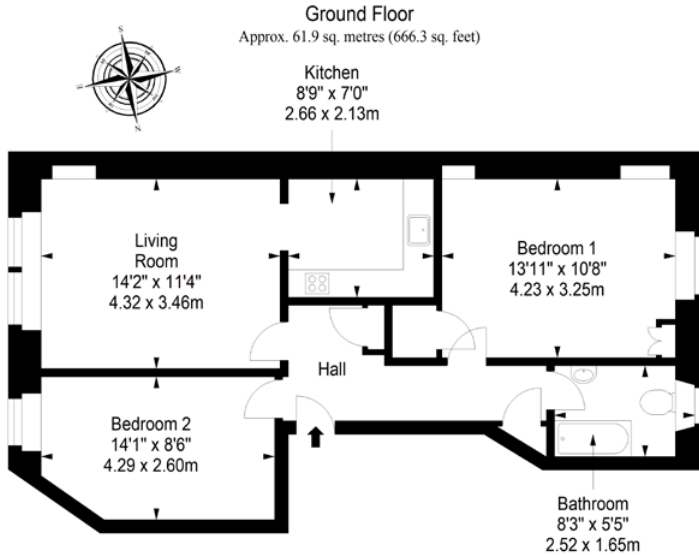 Ground Floor
Approx. 61.9 sq. metres (666.3 sq. feet)
S
W
E
N
Kitchen
8'9" x 7'0"
2.66 x 2.13m
Living
Room
14'2" x 11'4"
4.32 x 3.46m
Bedroom 1
13'11" x 10'8"
4.23 x 3.25m
Hall
Bedroom 2
14'1" x 8'6"
4.29 x 2.60m
Bathroom
8'3" x 5'5"
2.52 x 1.65m